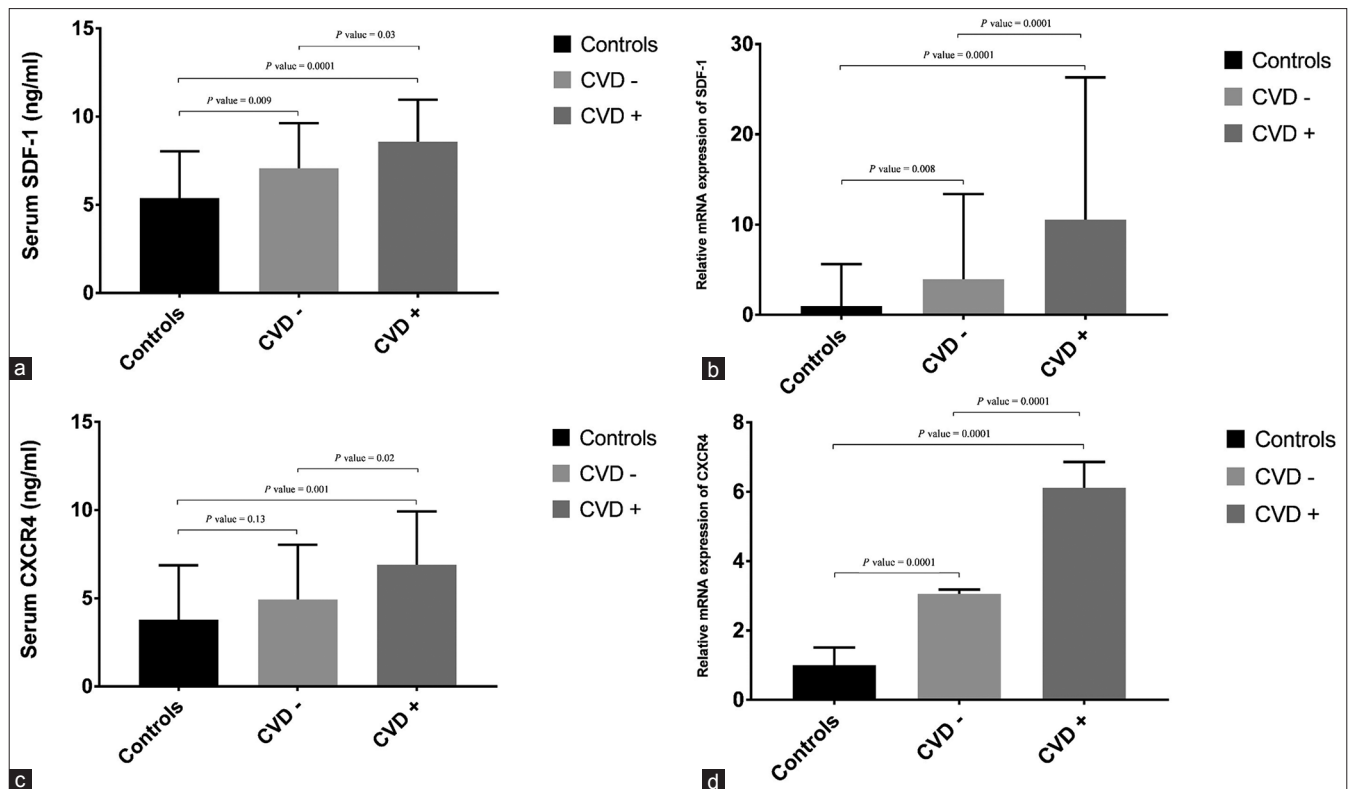 Serum SDF-1 (ng/ml)
15
10
5
0
P value = 0.03
P value = 0.0001
P value = 0.009
Controls
CVD -
CVD +
Controls
CVD -
CVD +
a
Relative mRNA expression of SDF-1
30
20
10
0
P value = 0.0001
P value = 0.0001
P value = 0.008
Controls
CVD -
CVD +
Controls
CVD -
CVD +
b
Serum CXCR4 (ng/ml)
15
10
5
0
P value = 0.02
P value = 0.001
P value = 0.13
Controls
CVD -
CVD +
Controls
CVD -
CVD +
c
Relative mRNA expression of CXCR4
8
6
4
2
0
P value = 0.0001
P value = 0.0001
P value = 0.0001
Controls
CVD -
CVD +
Controls
CVD -
CVD +
d